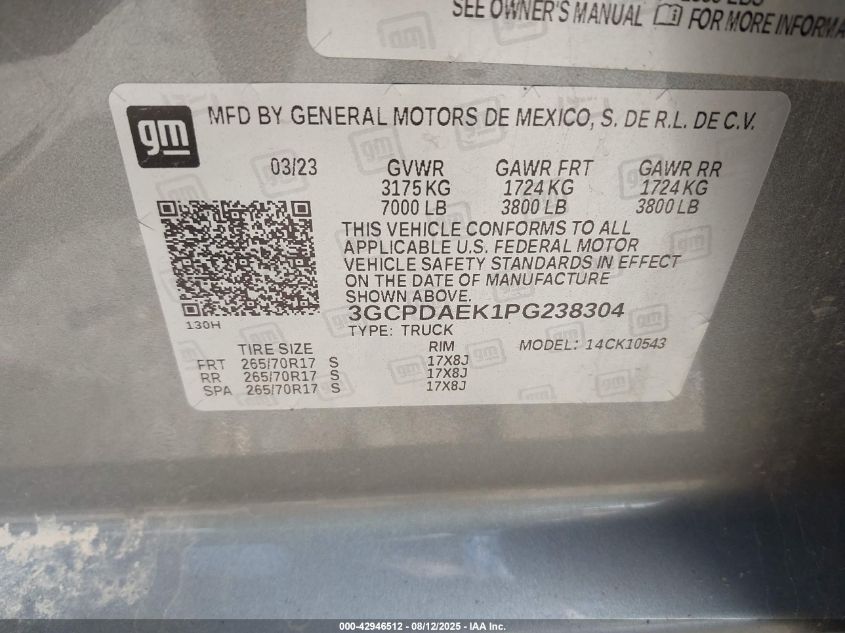 SEE OWNER'S MANUAL FOR MORE
gm MFD BY GENERAL MOTORS DE MEXICO, S. DE R.L. DE C.V.
03/23 GVWR GAWR FRT GAWR RR
3175 KG 1724 KG 1724 KG
7000 LB 3800 LB 3800 LB
THIS VEHICLE CONFORMS TO ALL
APPLICABLE U.S. FEDERAL MOTOR
VEHICLE SAFETY STANDARDS IN EFFECT
ON THE DATE OF MANUFACTURE
SHOWN ABOVE.
3GCPDAEK1PG238304
130H
TYPE: TRUCK
TIRE SIZE RIM MODEL: 14CK10543
FRT 265/70R17 S 17X8J
RR 265/70R17 S 17X8J
SPA 265/70R17 S 17X8J
000-42946512 - 08/12/2025 - IAA Inc.